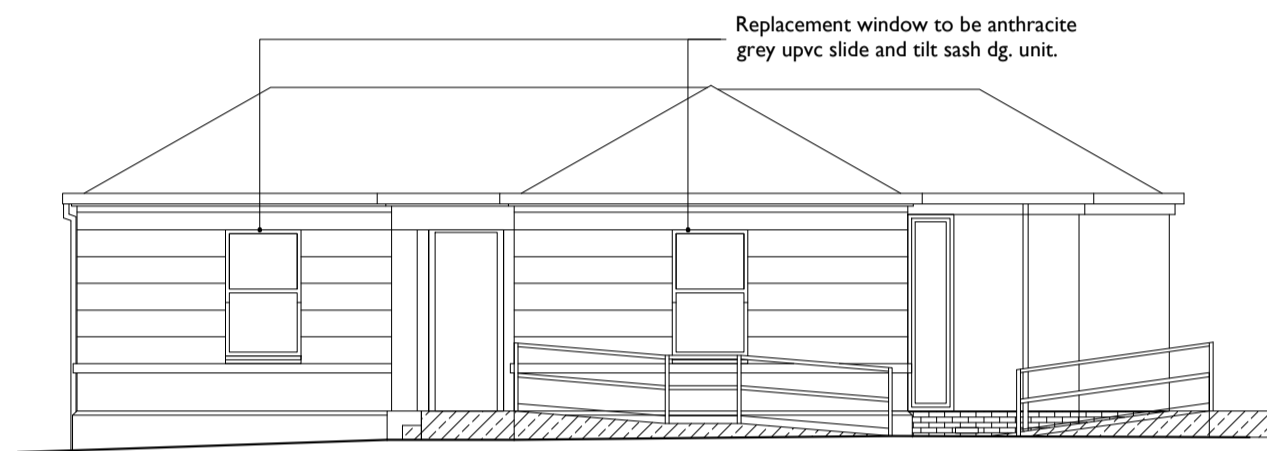 Replacement window to be anthracite
grey upvc slide and tilt sash dg. unit.